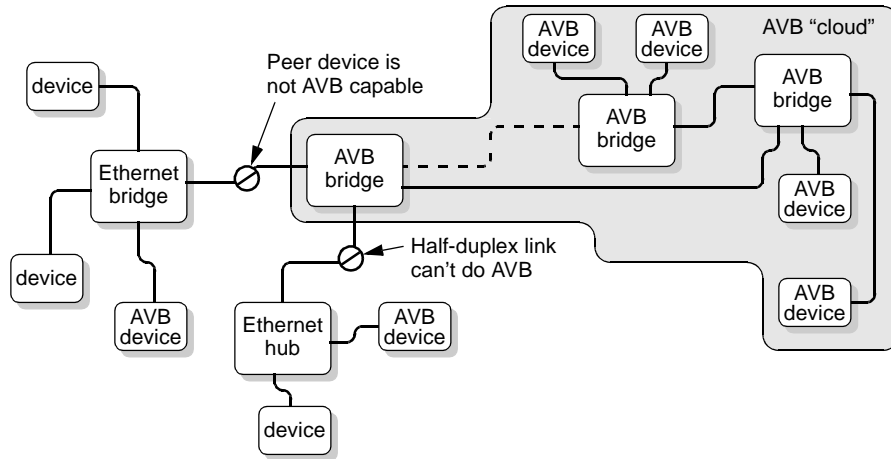 AVB “cloud”
AVB
device
AVB
device
Peer device is
not AVB capable
device
AVB
bridge
AVB
bridge
Ethernet
bridge
AVB
bridge
AVB
device
Half-duplex link
can't do AVB
device
AVB
device
AVB
device
Ethernet
hub
AVB
device
device